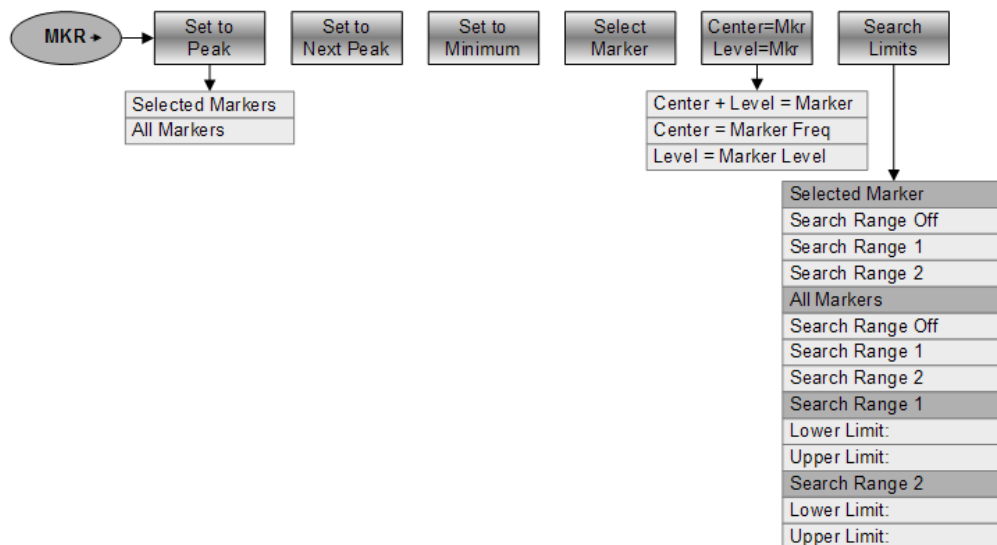 MKR →
Set to
Peak
Set to
Next Peak
Set to
Minimum
Select
Marker
Center=Mkr
Level=Mkr
Search
Limits
Selected Markers
All Markers
Center + Level = Marker
Center = Marker Freq
Level = Marker Level
Selected Marker
Search Range Off
Search Range 1
Search Range 2
All Markers
Search Range Off
Search Range 1
Search Range 2
Search Range 1
Lower Limit:
Upper Limit:
Search Range 2
Lower Limit:
Upper Limit: